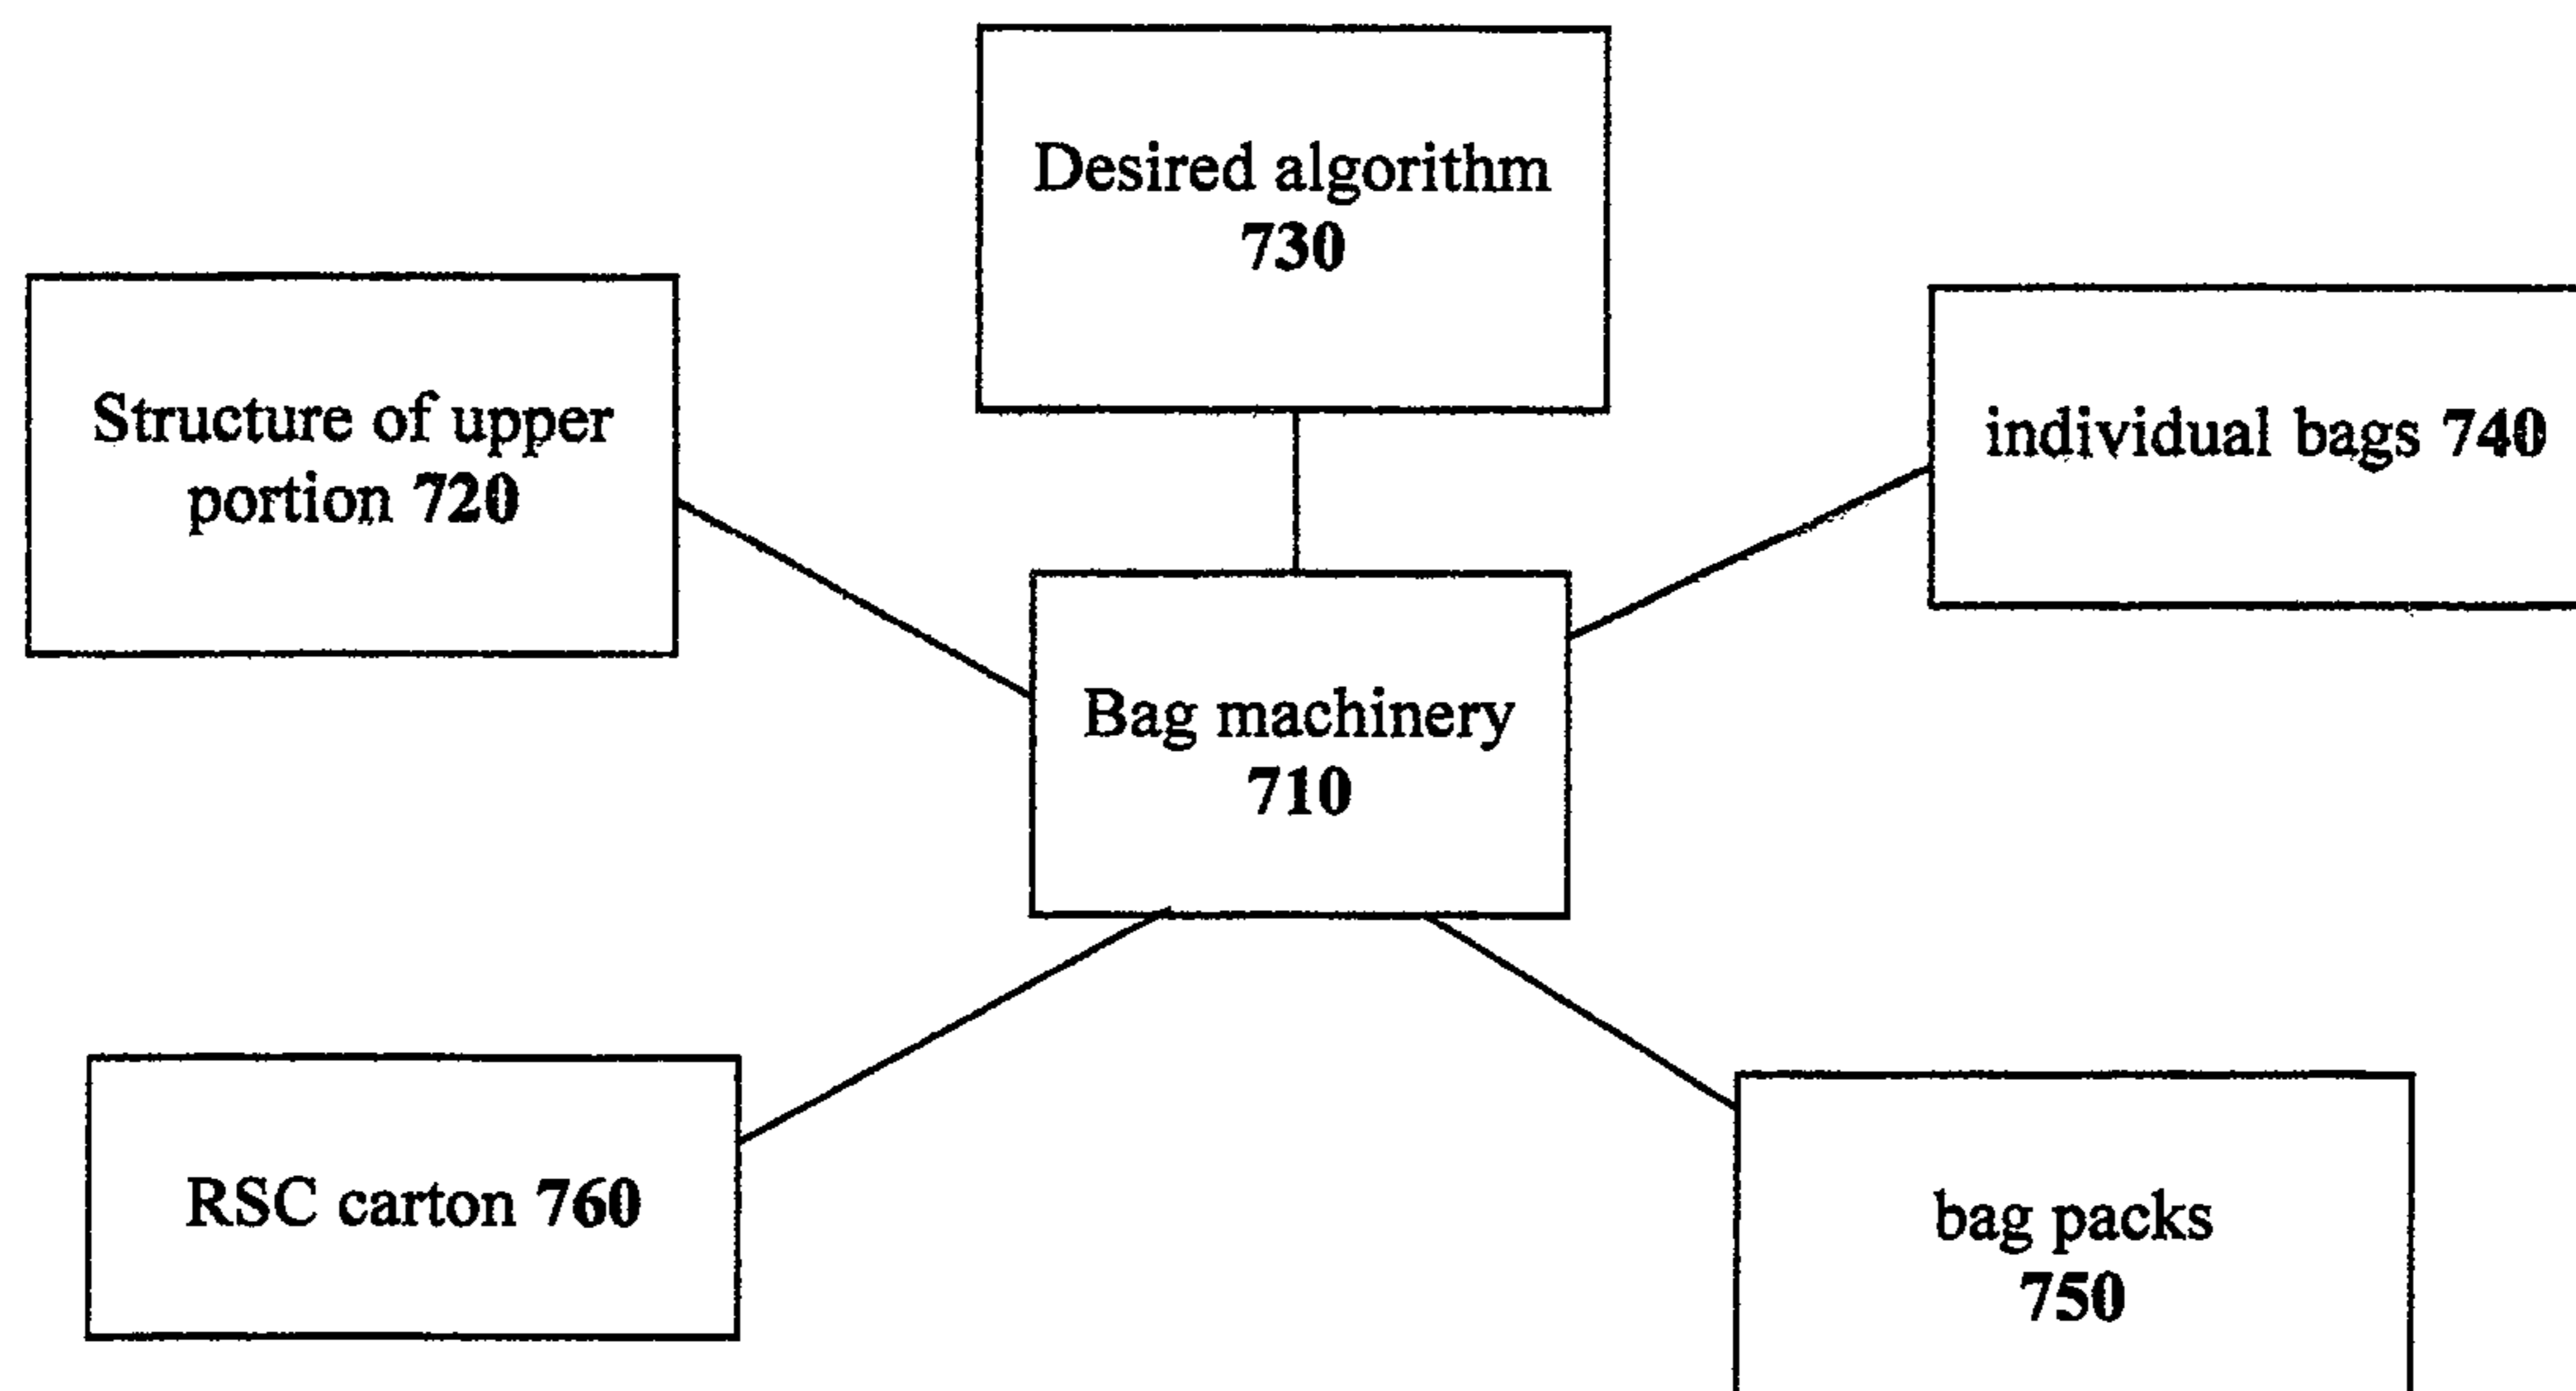 Desired algorithm
730
Structure of upper
portion 720
individual bags 740
Bag machinery
710
RSC carton 760
bag packs
750